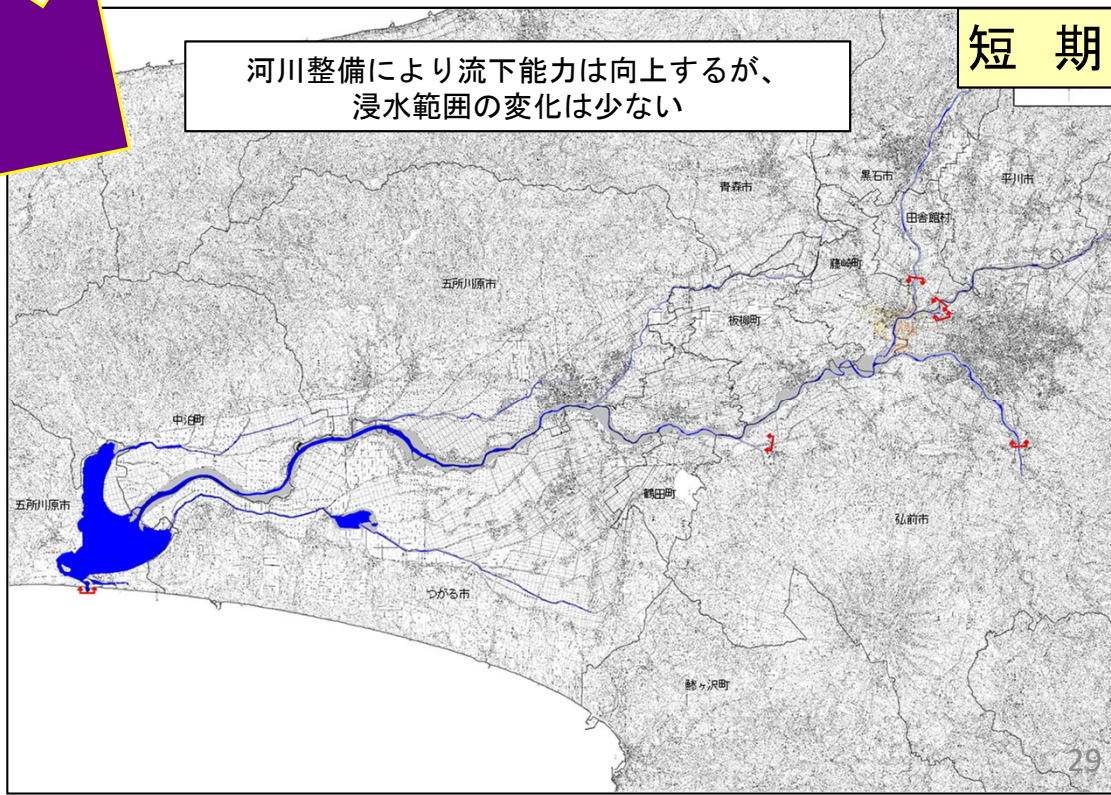 短 期
河川整備により流下能力は向上するが、
浸水範囲の変化は少ない
青森市
黒石市
平川市
田舎館村
藤崎町
五所川原市
板柳町
中泊町
鶴田町
五所川原市
弘前市
つがる市
鯵ヶ沢町
29